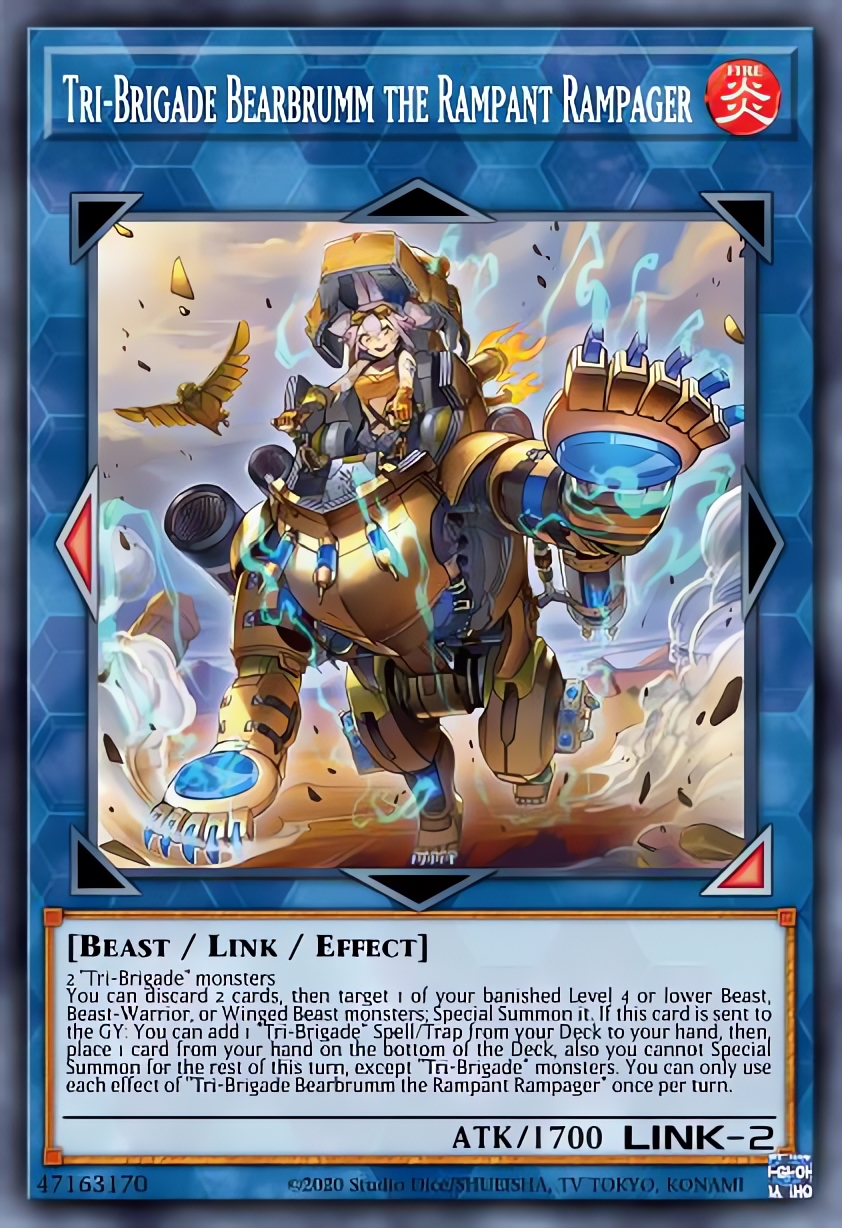 TRI-BRIGADE BEARBRUMM THE RAMPANT RAMPAGER
FIRE
炎
[BEAST / LINK / EFFECT]
2 "Tri-Brigade" monsters
You can discard 2 cards, then target 1 of your banished Level 4 or lower Beast,
Beast-Warrior, or Winged Beast monsters; Special Summon it. If this card is sent to
the GY: You can add 1 "Tri-Brigade" Spell/Trap from your Deck to your hand, then,
place 1 card from your hand on the bottom of the Deck, also you cannot Special
Summon for the rest of this turn, except "Tri-Brigade" monsters. You can only use
each effect of "Tri-Brigade Bearbrumm the Rampant Rampager" once per turn.
ATK/1700 LINK-2
47163170 ©2020 Studio Dice/SHUEISHA, TV TOKYO, KONAMI